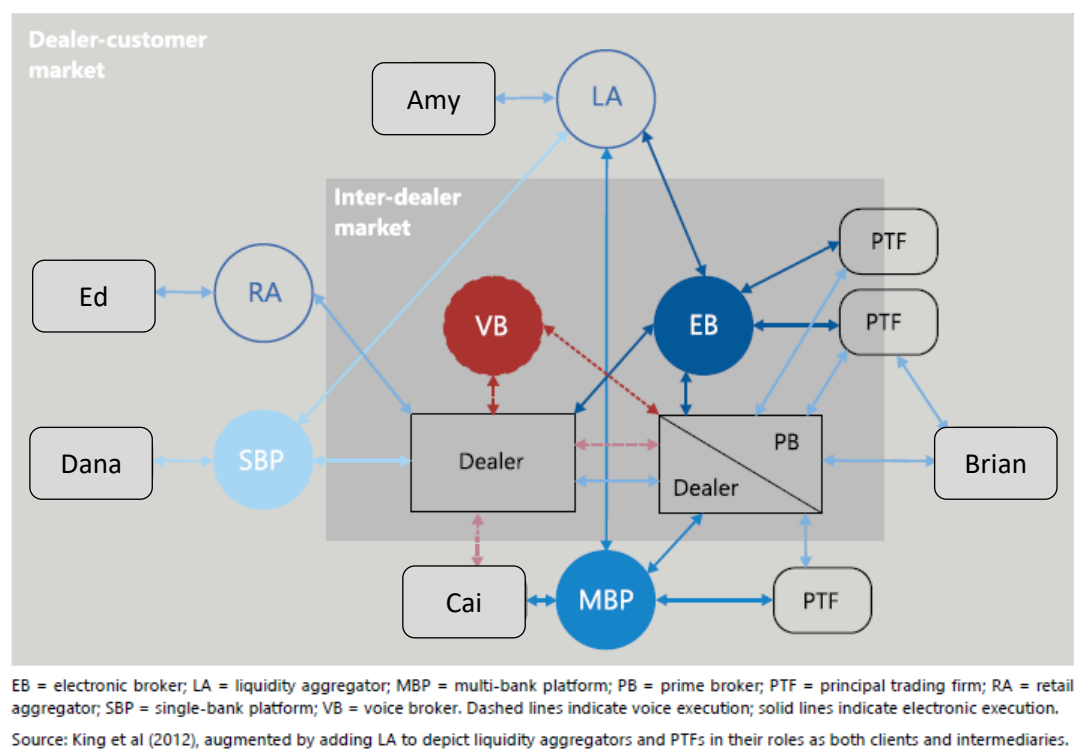 Dealer-customer
market
Amy
LA
Inter-dealer
market
PTF
Ed
RA
VB
EB
PTF
Dana
SBP
Dealer
PB
Dealer
Brian
Cai
MBP
PTF
EB = electronic broker; LA = liquidity aggregator; MBP = multi-bank platform; PB = prime broker; PTF = principal trading firm; RA = retail
aggregator; SBP = single-bank platform; VB = voice broker. Dashed lines indicate voice execution; solid lines indicate electronic execution.
Source: King et al (2012), augmented by adding LA to depict liquidity aggregators and PTFs in their roles as both clients and intermediaries.